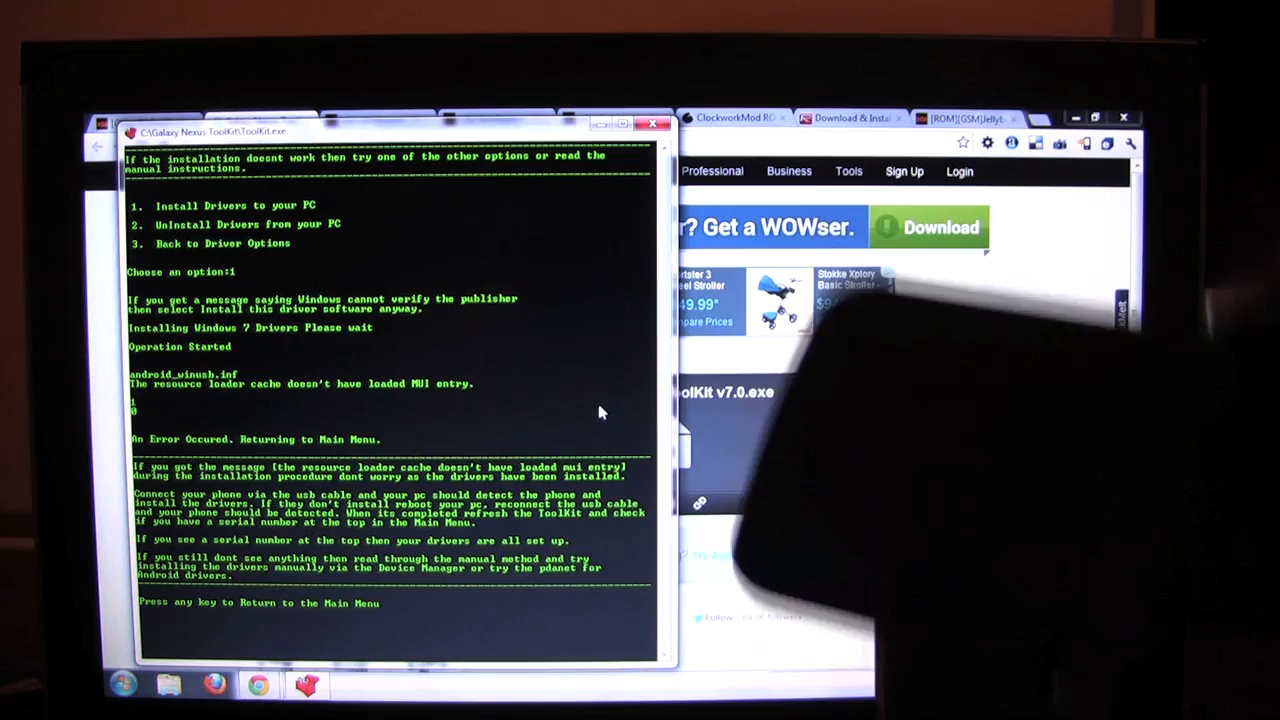 ClockworkMod RO
Download & Instal
[ROM][GSM]Jellyb
C:\Galaxy Nexus ToolKit\ToolKit.exe
If the installation doesnt work then try one of the other options or read the
manual instructions.
1. Install Drivers to your PC
2. UnInstall Drivers from your PC
3. Back to Driver Options
Choose an option:1
If you get a message saying Windows cannot verify the publisher
then select Install this driver software anyway.
Installing Windows 7 Drivers Please wait
Operation Started
android_winusb.inf
The resource loader cache doesn't have loaded MUI entry.
1
0
An Error Occured. Returning to Main Menu.
If you got the message [the resource loader cache doesn't have loaded mui entry]
during the installation procedure dont worry as the drivers have been installed.
Connect your phone via the usb cable and your pc should detect the phone and
install the drivers. If they don't install reboot your pc, reconnect the usb cable
and your phone should be detected. When its completed refresh the ToolKit and check
if you have a serial number at the top in the Main Menu.
If you see a serial number at the top then your drivers are all set up.
If you still dont see anything then read through the manual method and try
installing the drivers manually via the Device Manager or try the pdanet for
Android drivers.
Press any key to Return to the Main Menu
Professional Business Tools Sign Up Login
r? Get a WOWser. Download
rtster 3
eel Stroller
49.99*
mpare Prices
Stokke Xplory
Basic Stroller
olKit v7.0.exe
Follow